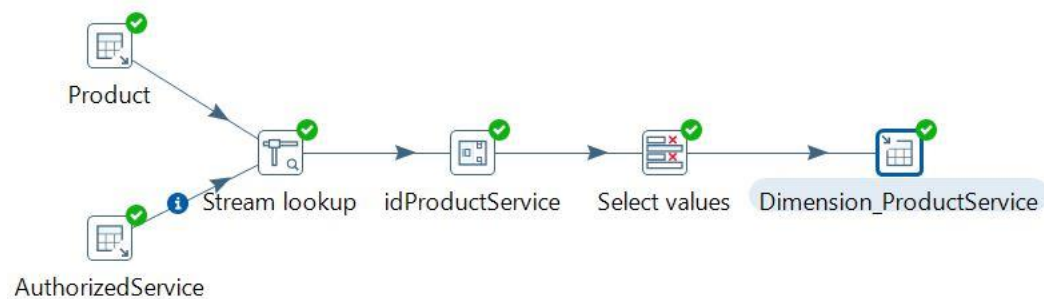 Product
Stream lookup
idProductService
Select values
Dimension_ProductService
AuthorizedService